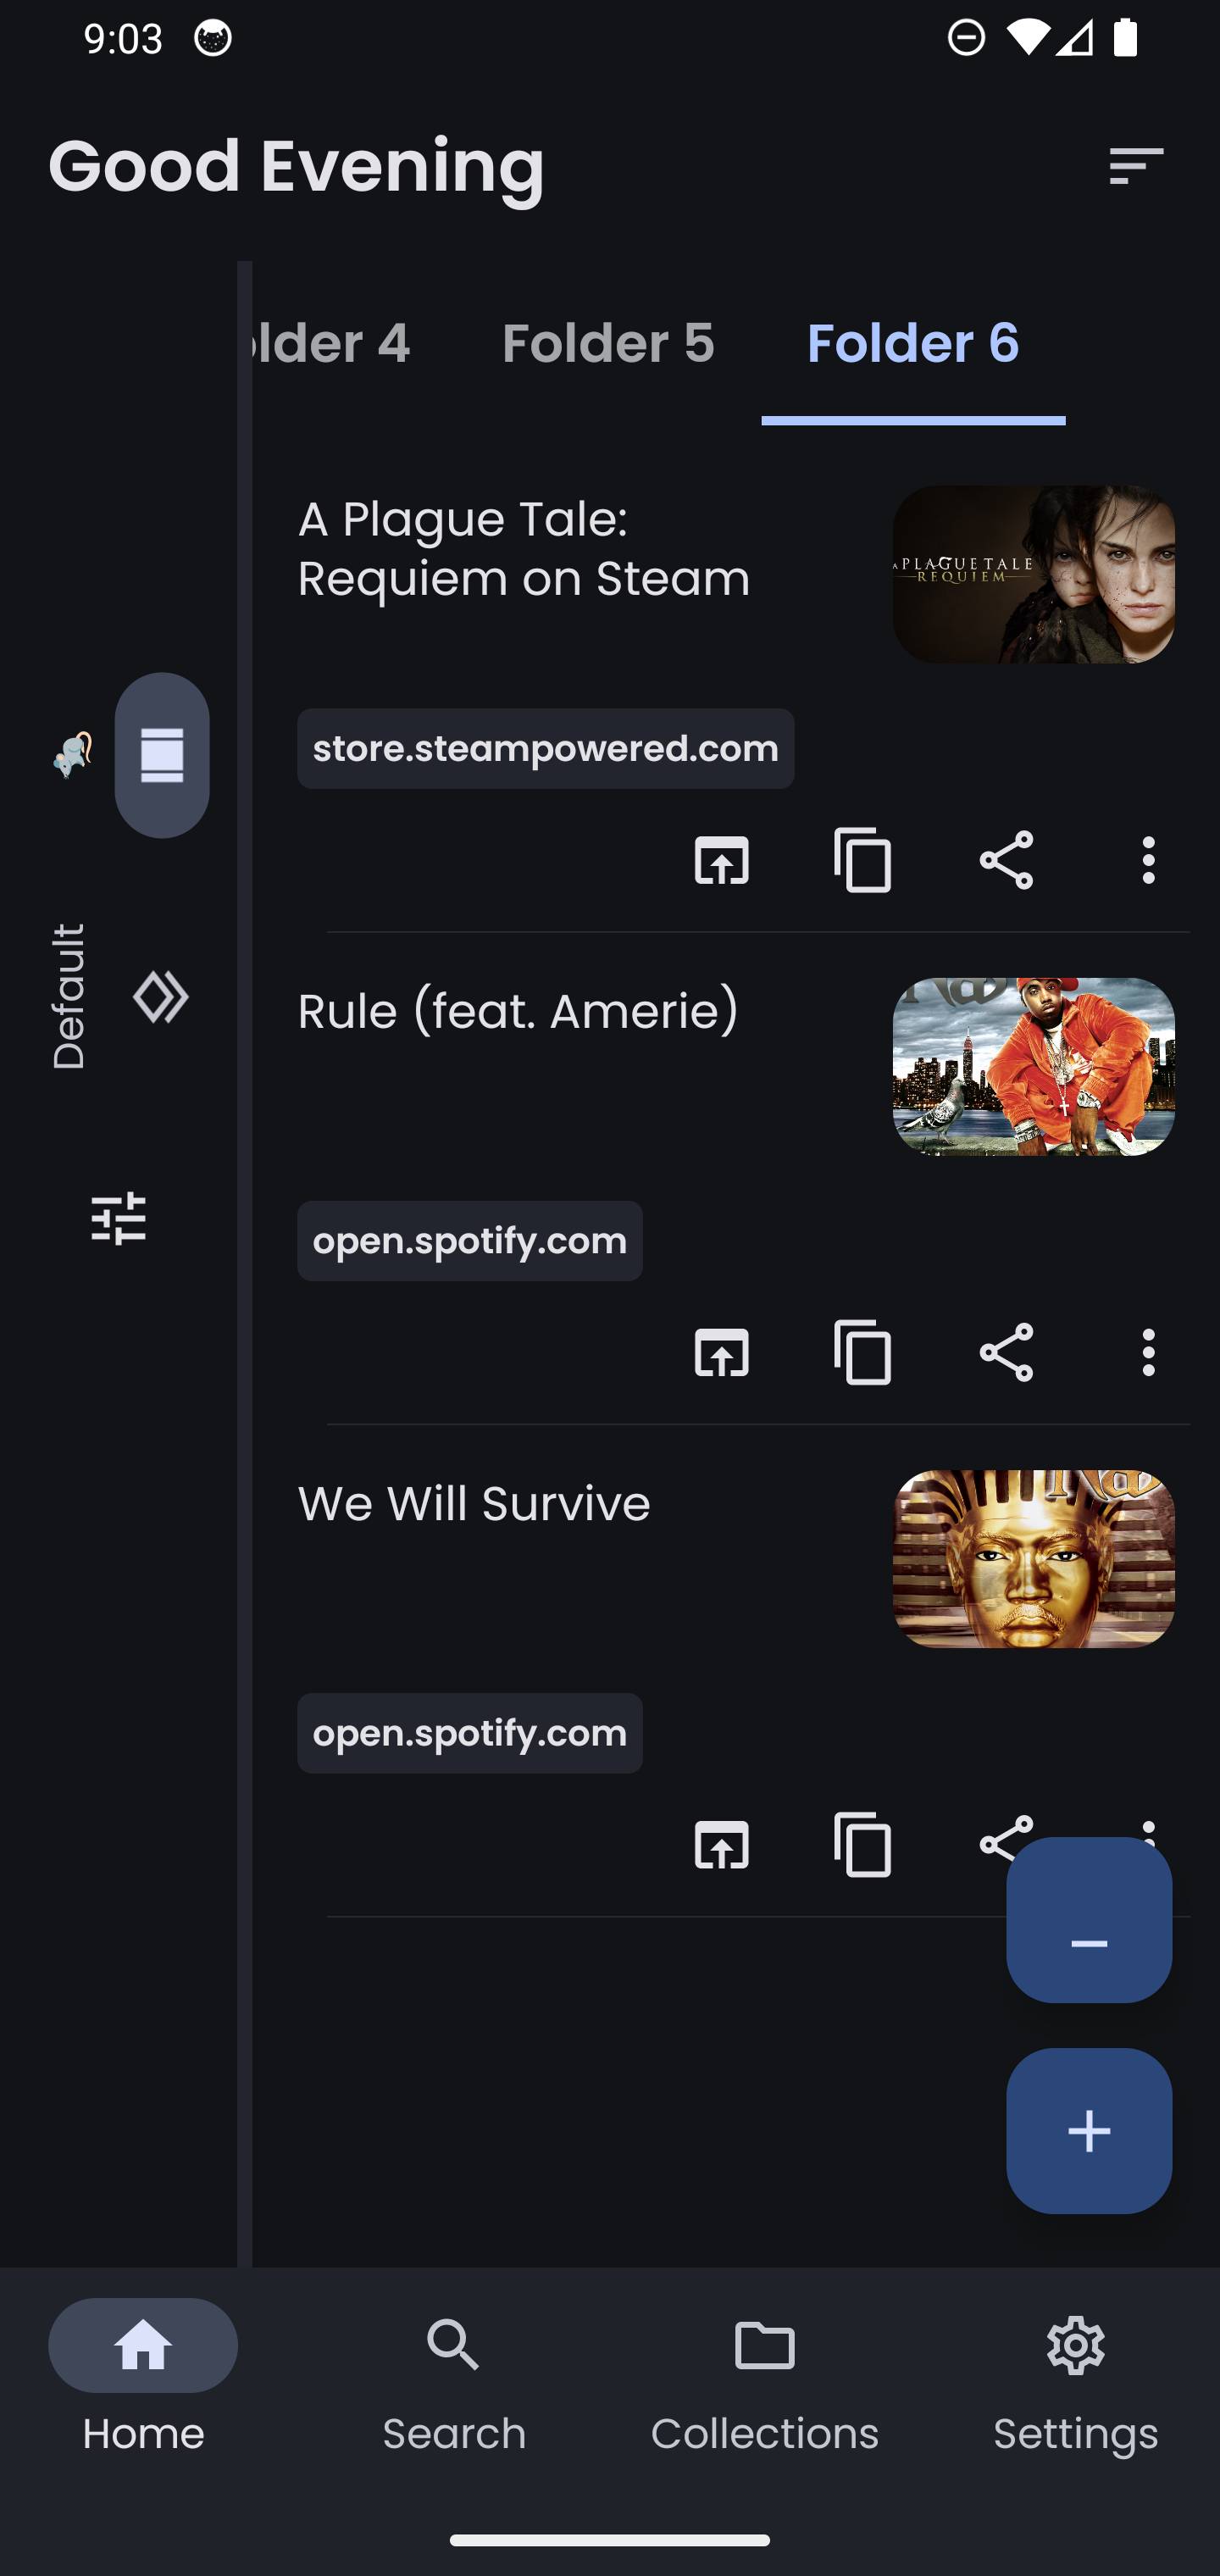 9:03
Good Evening
older 4
Folder 5
Folder 6
A Plague Tale:
Requiem on Steam
A PLAGUE TALE
REQUIEM
store.steampowered.com
Default
Rule (feat. Amerie)
Nas
open.spotify.com
We Will Survive
Nas
open.spotify.com
Home
Search
Collections
Settings